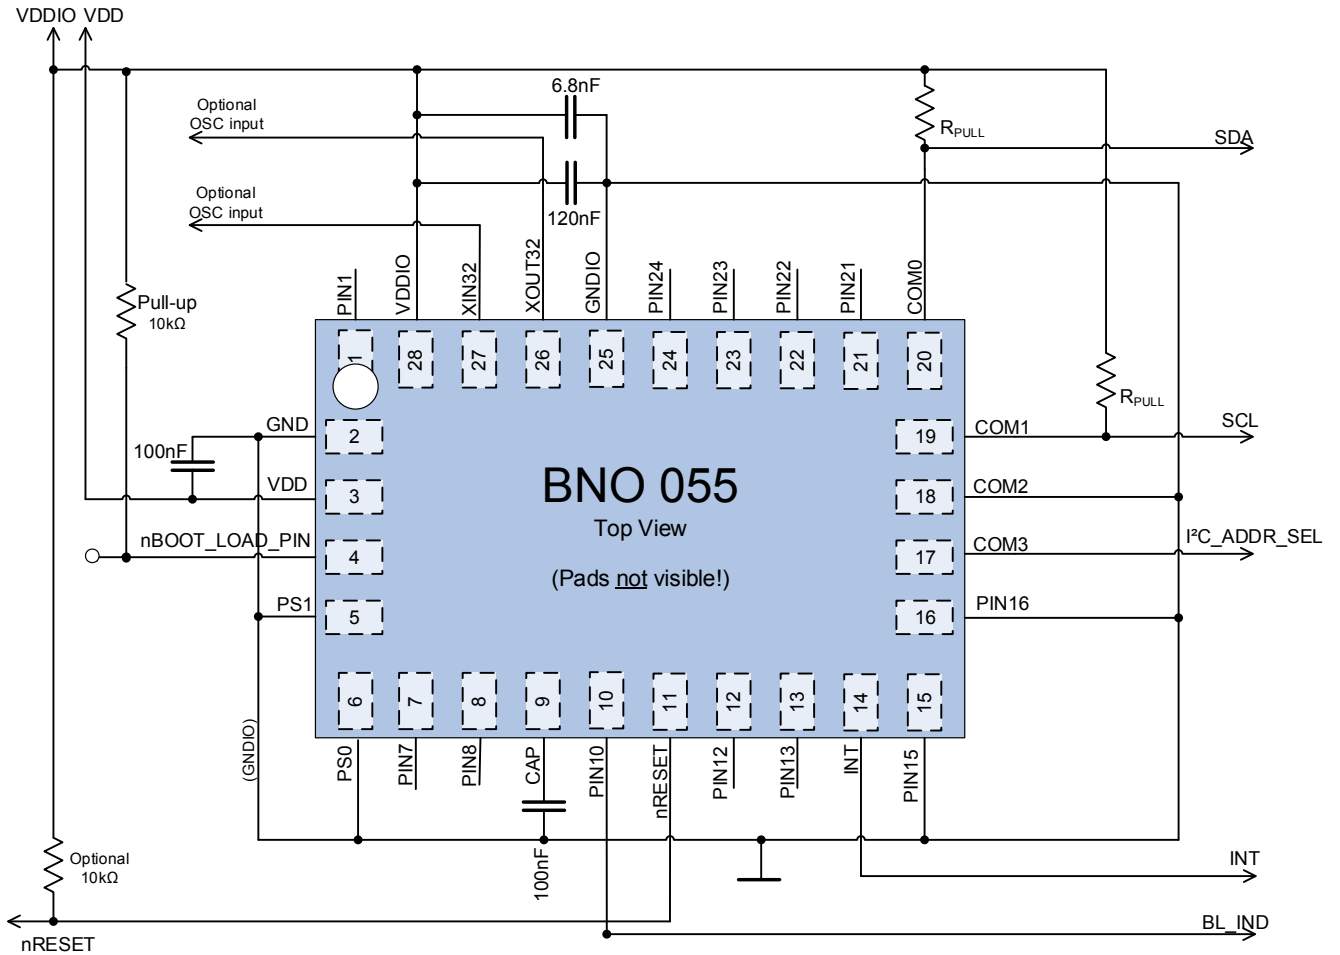 VDDIO VDD
6.8nF
Optional
OSC input
R_PULL
SDA
Optional
OSC input
120nF
PIN1
VDDIO
XIN32
XOUT32
GNDIO
PIN24
PIN23
PIN22
PIN21
COM0
Pull-up
10kΩ
1
28
27
26
25
24
23
22
21
20
R_PULL
GND
2
19
COM1
SCL
100nF
VDD
3
BNO 055
18
COM2
Top View
nBOOT_LOAD_PIN
4
17
COM3
I²C_ADDR_SEL
(Pads not visible!)
PS1
5
16
PIN16
6
7
8
9
10
11
12
13
14
15
(GNDIO)
PS0
PIN7
PIN8
CAP
PIN10
nRESET
PIN12
PIN13
INT
PIN15
Optional
10kΩ
100nF
INT
BL_IND
nRESET